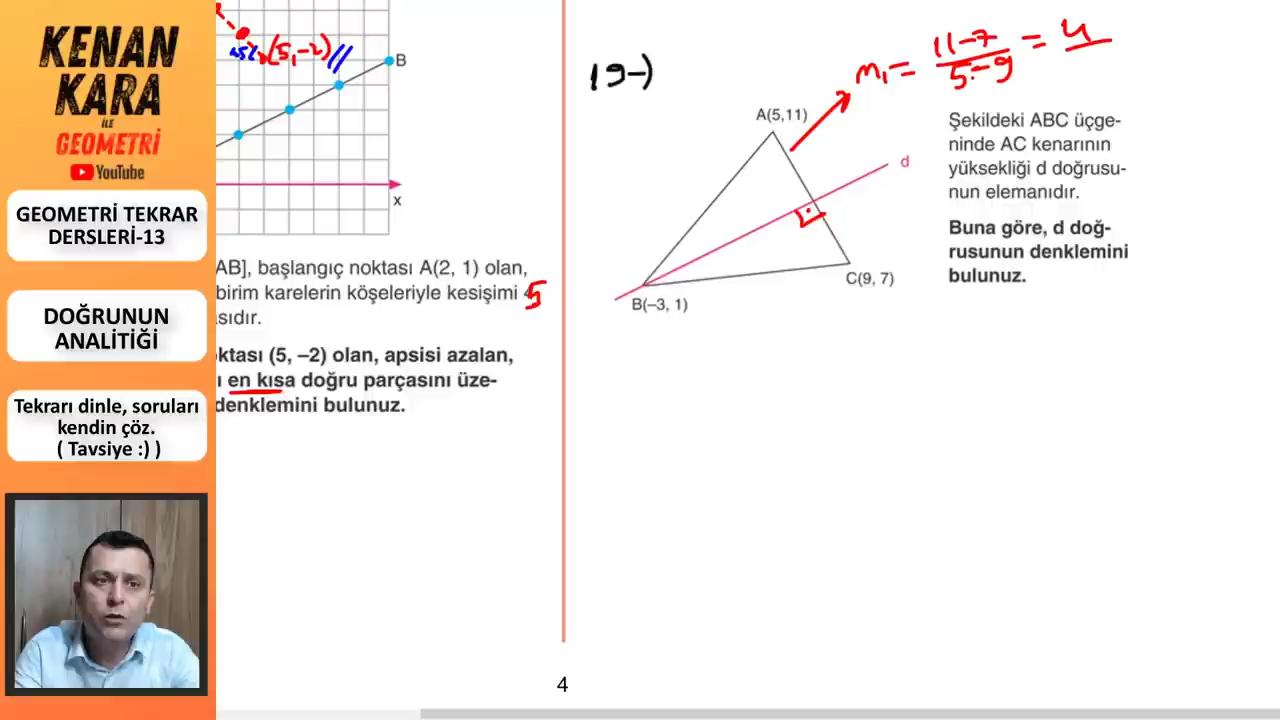 KENAN
KARA
İLE
GEOMETRİ
YouTube
GEOMETRİ TEKRAR
DERSLERİ-13
DOĞRUNUN
ANALİTİĞİ
Tekrarı dinle, soruları
kendin çöz.
( Tavsiye :) )
(5,-2)//
B
x
AB], başlangıç noktası A(2, 1) olan,
birim karelerin köşeleriyle kesişimi 5
sıdır.
ktası (5, –2) olan, apsisi azalan,
ı en kısa doğru parçasını üze-
denklemini bulunuz.
19-)
m₁ = 11-7 / 5-9 = 4
A(5,11)
d
C(9, 7)
B(–3, 1)
Şekildeki ABC üçge-
ninde AC kenarının
yüksekliği d doğrusu-
nun elemanıdır.
Buna göre, d doğ-
rusunun denklemini
bulunuz.
4